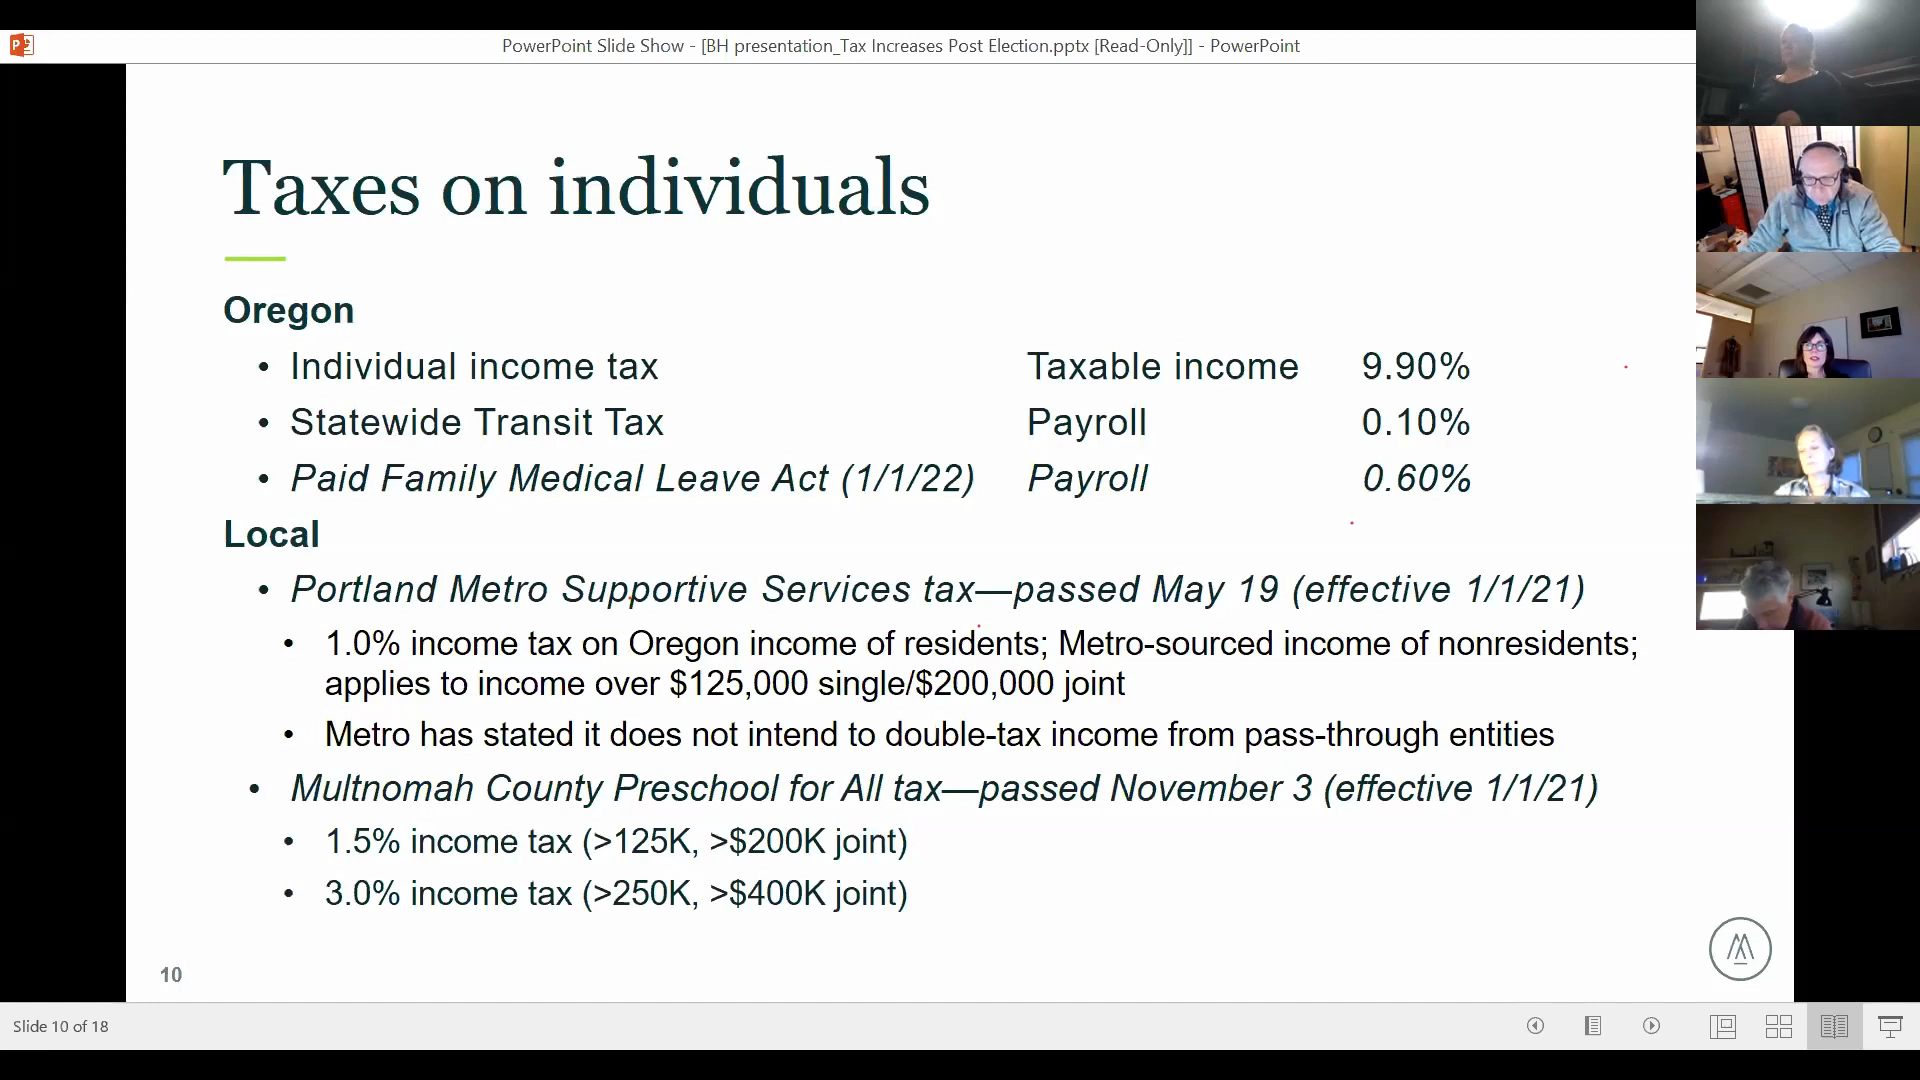 PowerPoint Slide Show - [BH presentation_Tax Increases Post Election.pptx [Read-Only]] - PowerPoint
Taxes on individuals
Oregon
• Individual income tax Taxable income 9.90%
• Statewide Transit Tax Payroll 0.10%
• Paid Family Medical Leave Act (1/1/22) Payroll 0.60%
Local
• Portland Metro Supportive Services tax—passed May 19 (effective 1/1/21)
• 1.0% income tax on Oregon income of residents; Metro-sourced income of nonresidents;
applies to income over $125,000 single/$200,000 joint
• Metro has stated it does not intend to double-tax income from pass-through entities
• Multnomah County Preschool for All tax—passed November 3 (effective 1/1/21)
• 1.5% income tax (>125K, >$200K joint)
• 3.0% income tax (>250K, >$400K joint)
10
Slide 10 of 18